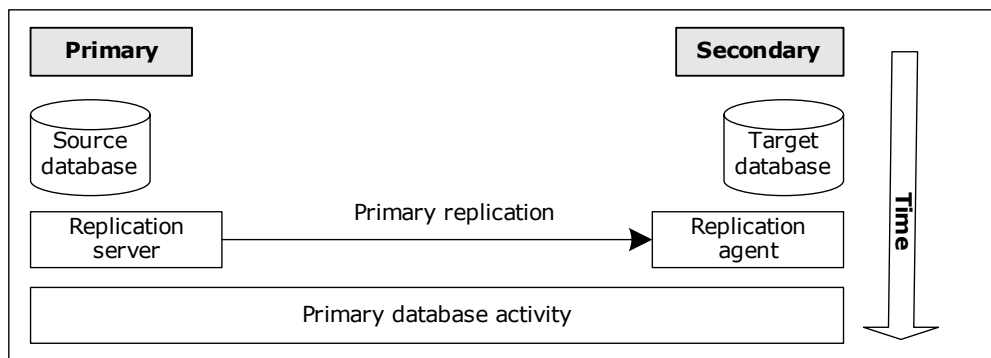 Primary
Secondary
Source
database
Target
database
Primary replication
Replication
server
Replication
agent
Primary database activity
Time